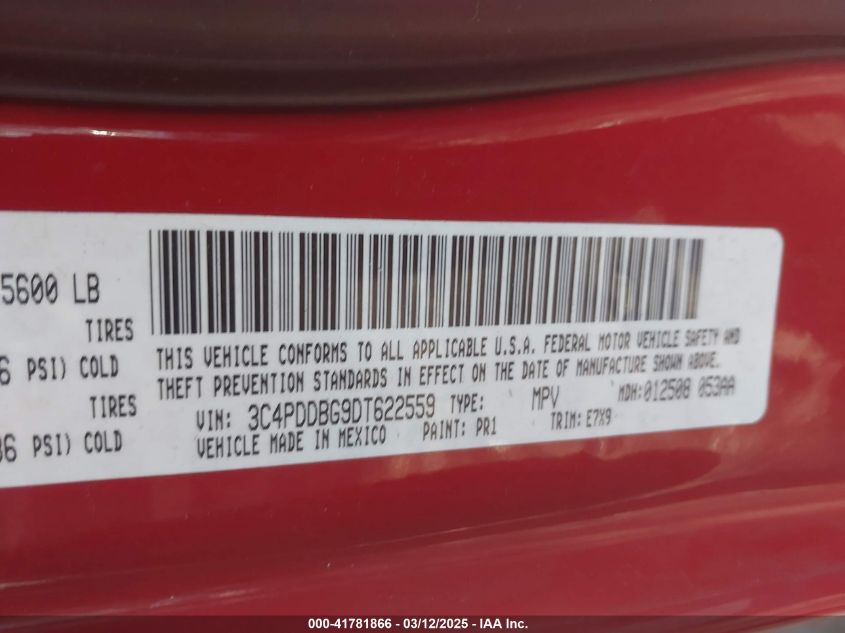 5600 LB
TIRES
6 PSI) COLD
TIRES
36 PSI) COLD
THIS VEHICLE CONFORMS TO ALL APPLICABLE U.S.A. FEDERAL MOTOR VEHICLE SAFETY AND
THEFT PREVENTION STANDARDS IN EFFECT ON THE DATE OF MANUFACTURE SHOWN ABOVE.
VIN: 3C4PDDBG9DT622559 TYPE: MPV MDH:012508 053AA
VEHICLE MADE IN MEXICO PAINT: PR1 TRIM: E7X9
000-41781866 - 03/12/2025 - IAA Inc.